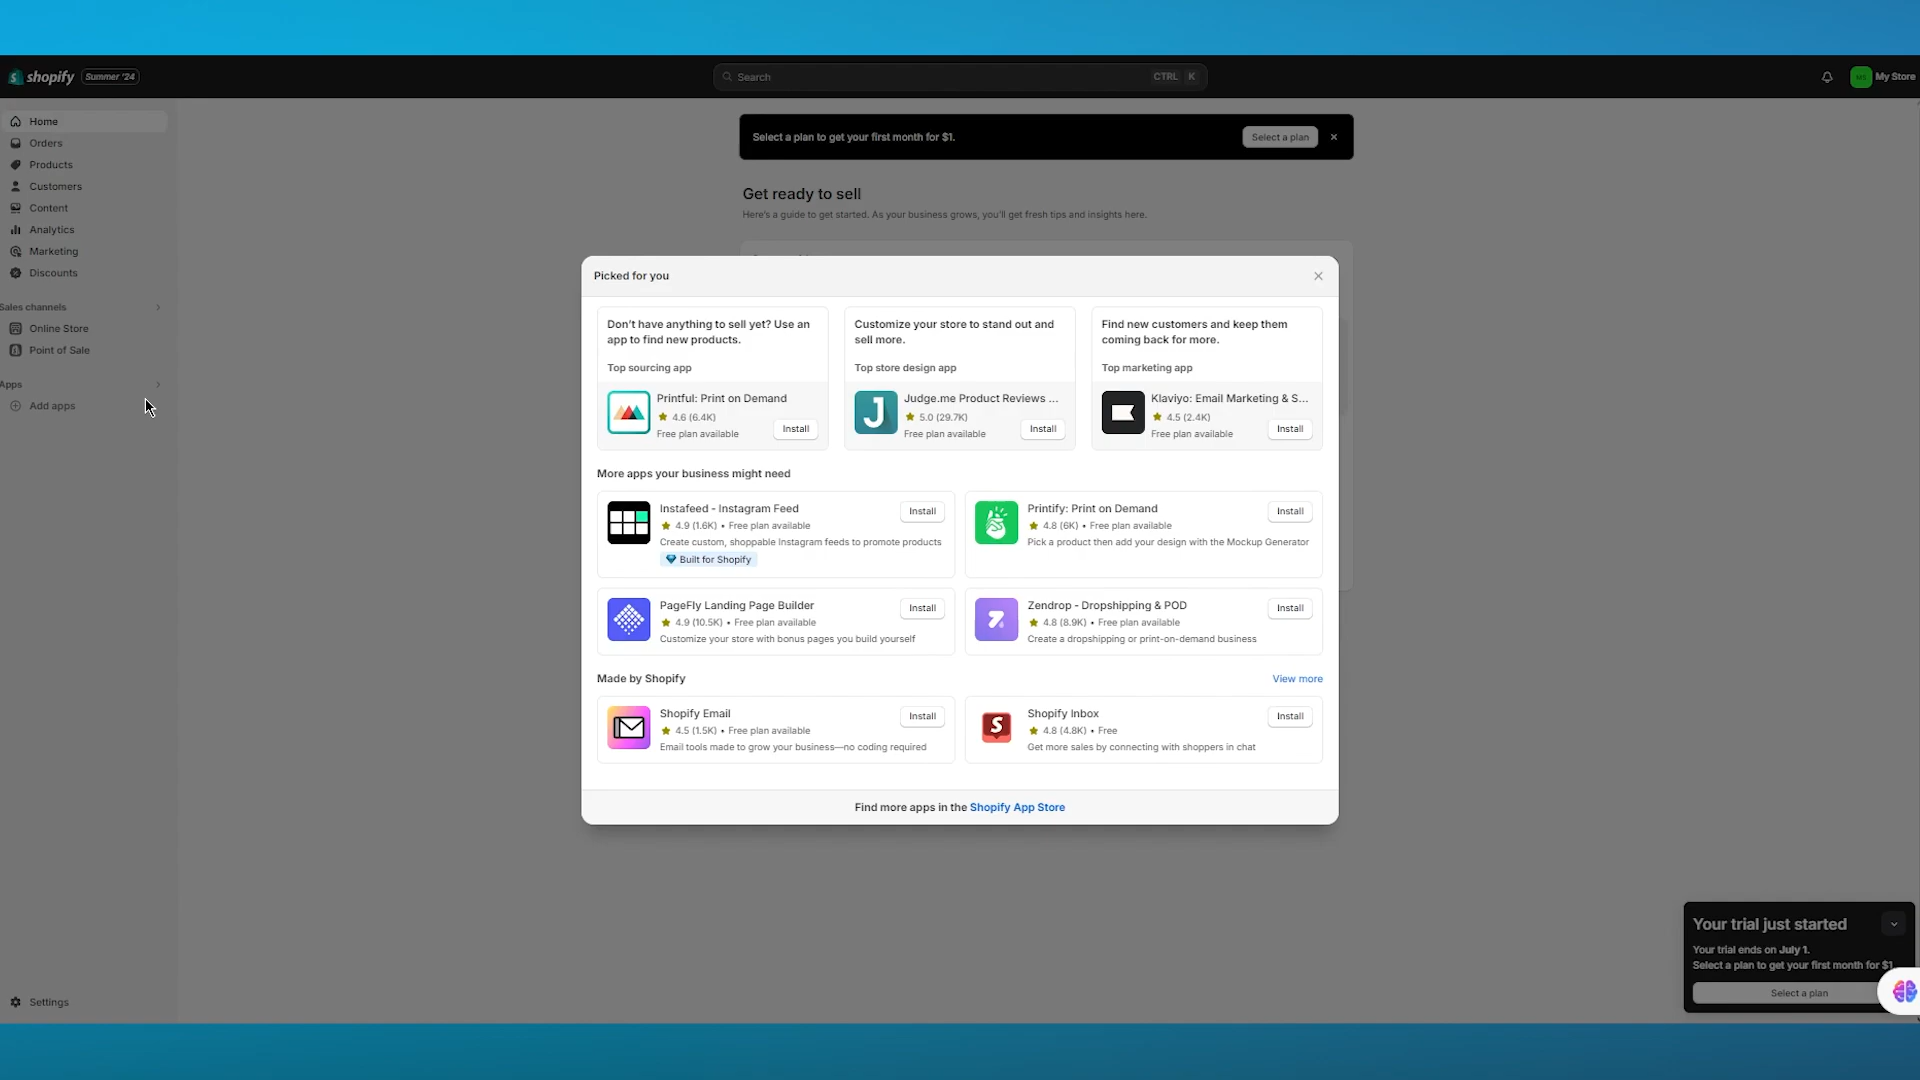 shopify Summer '24
Search CTRL K
My Store
Home
Orders
Products
Customers
Content
Analytics
Marketing
Discounts
Sales channels
Online Store
Point of Sale
Apps
Add apps
Settings
Select a plan to get your first month for $1.
Select a plan
Get ready to sell
Here's a guide to get started. As your business grows, you'll get fresh tips and insights here.
Picked for you
Don't have anything to sell yet? Use an
app to find new products.
Top sourcing app
Printful: Print on Demand
4.6 (6.4K)
Free plan available
Install
Customize your store to stand out and
sell more.
Top store design app
Judge.me Product Reviews ...
5.0 (29.7K)
Free plan available
Install
Find new customers and keep them
coming back for more.
Top marketing app
Klaviyo: Email Marketing & S...
4.5 (2.4K)
Free plan available
Install
More apps your business might need
Instafeed - Instagram Feed
4.9 (1.6K) • Free plan available
Create custom, shoppable Instagram feeds to promote products
Built for Shopify
Install
Printify: Print on Demand
4.8 (6K) • Free plan available
Pick a product then add your design with the Mockup Generator
Install
PageFly Landing Page Builder
4.9 (10.5K) • Free plan available
Customize your store with bonus pages you build yourself
Install
Zendrop - Dropshipping & POD
4.8 (8.9K) • Free plan available
Create a dropshipping or print-on-demand business
Install
Made by Shopify
View more
Shopify Email
4.5 (1.5K) • Free plan available
Email tools made to grow your business—no coding required
Install
Shopify Inbox
4.8 (4.8K) • Free
Get more sales by connecting with shoppers in chat
Install
Find more apps in the Shopify App Store
Your trial just started
Your trial ends on July 1.
Select a plan to get your first month for $1.
Select a plan